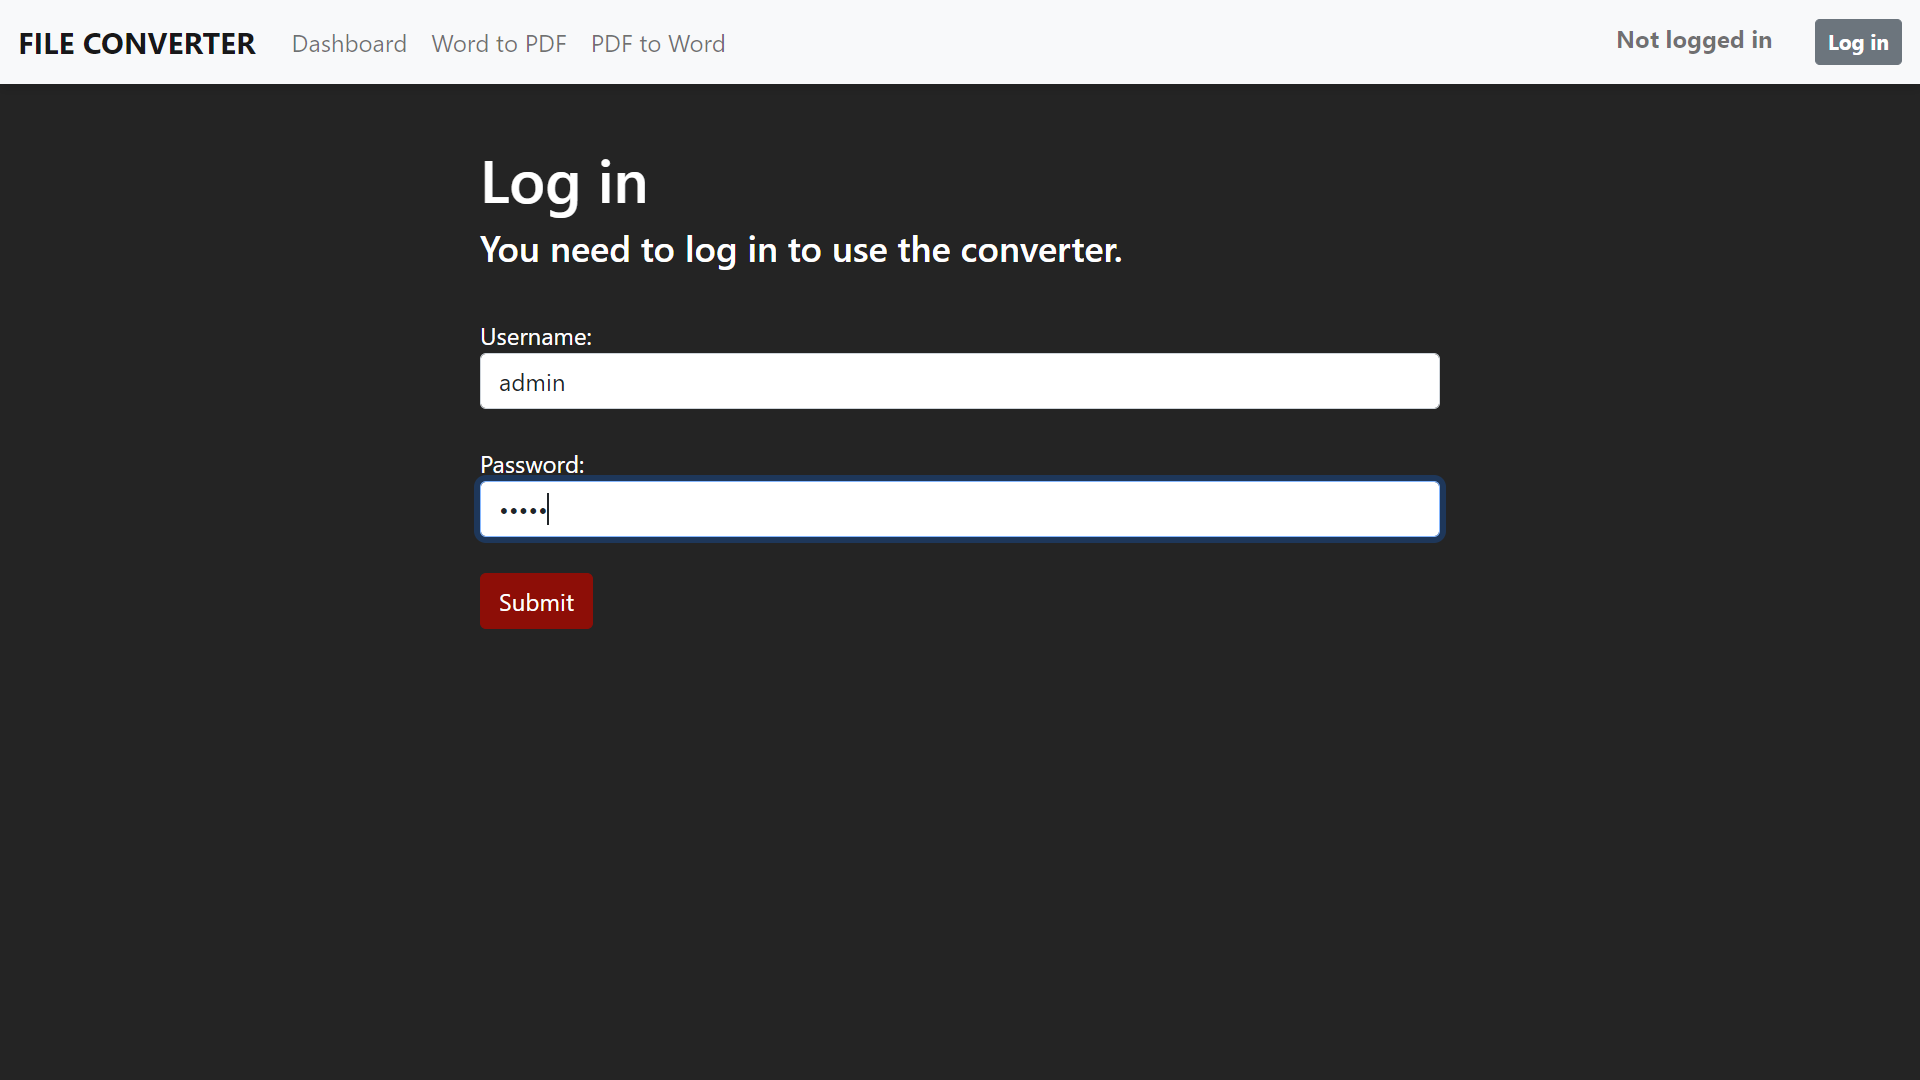 FILE CONVERTER Dashboard Word to PDF PDF to Word Not logged in Log in
Log in
You need to log in to use the converter.
Username:
admin
Password:
•••••
Submit